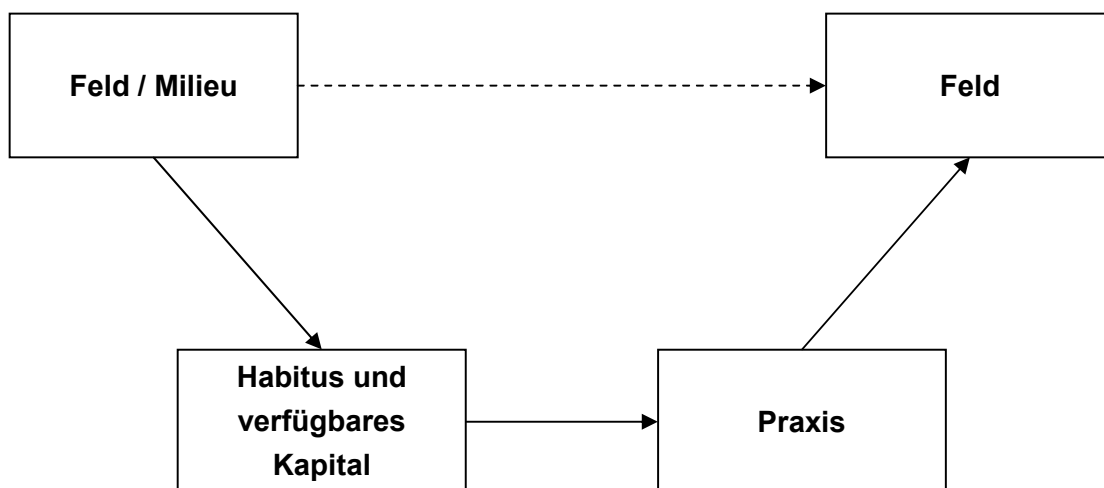 Feld / Milieu
Feld
Habitus und
verfügbares
Kapital
Praxis